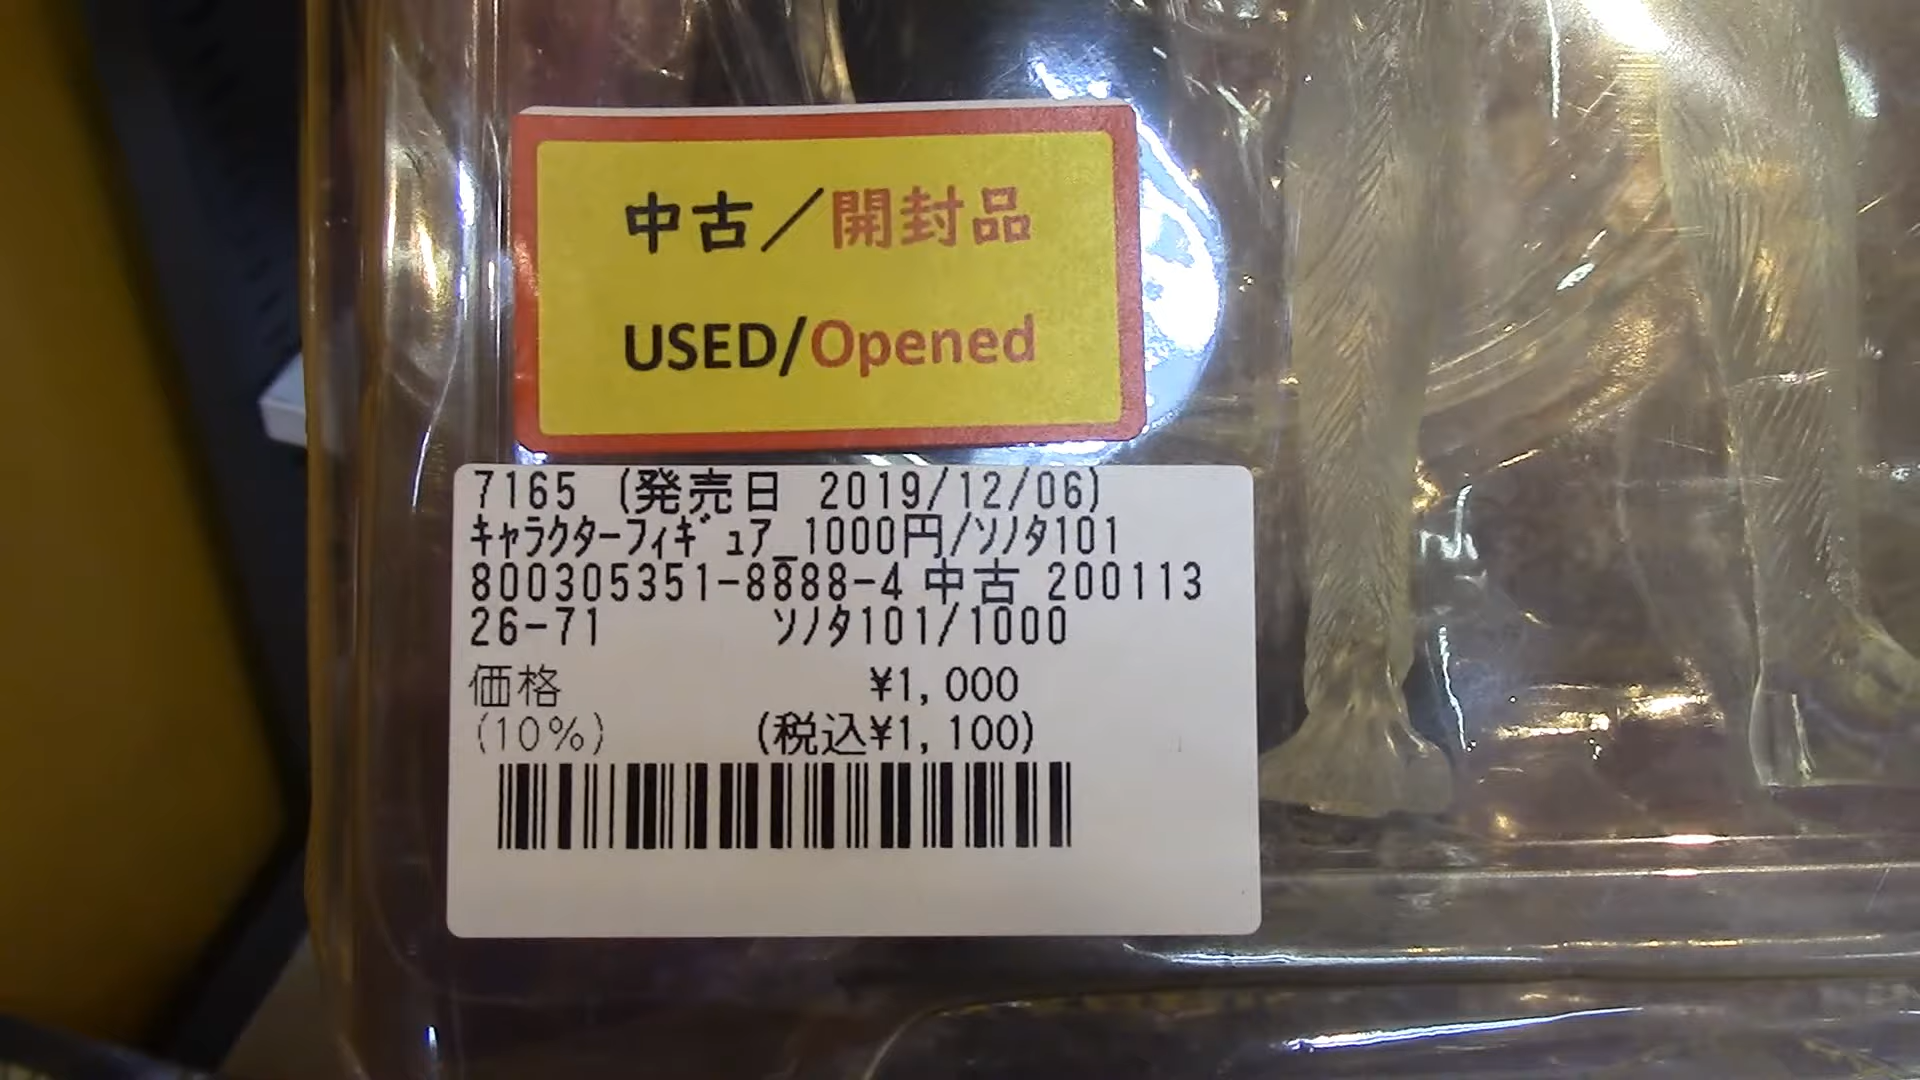 中古/開封品
USED/Opened
7165 (発売日 2019/12/06)
ｷｬﾗｸﾀｰﾌｨｷﾞｭｱ_1000円/ｿﾉﾀ101
800305351-8888-4 中古 200113
26-71 ｿﾉﾀ101/1000
価格 ¥1,000
(10%) (税込¥1,100)